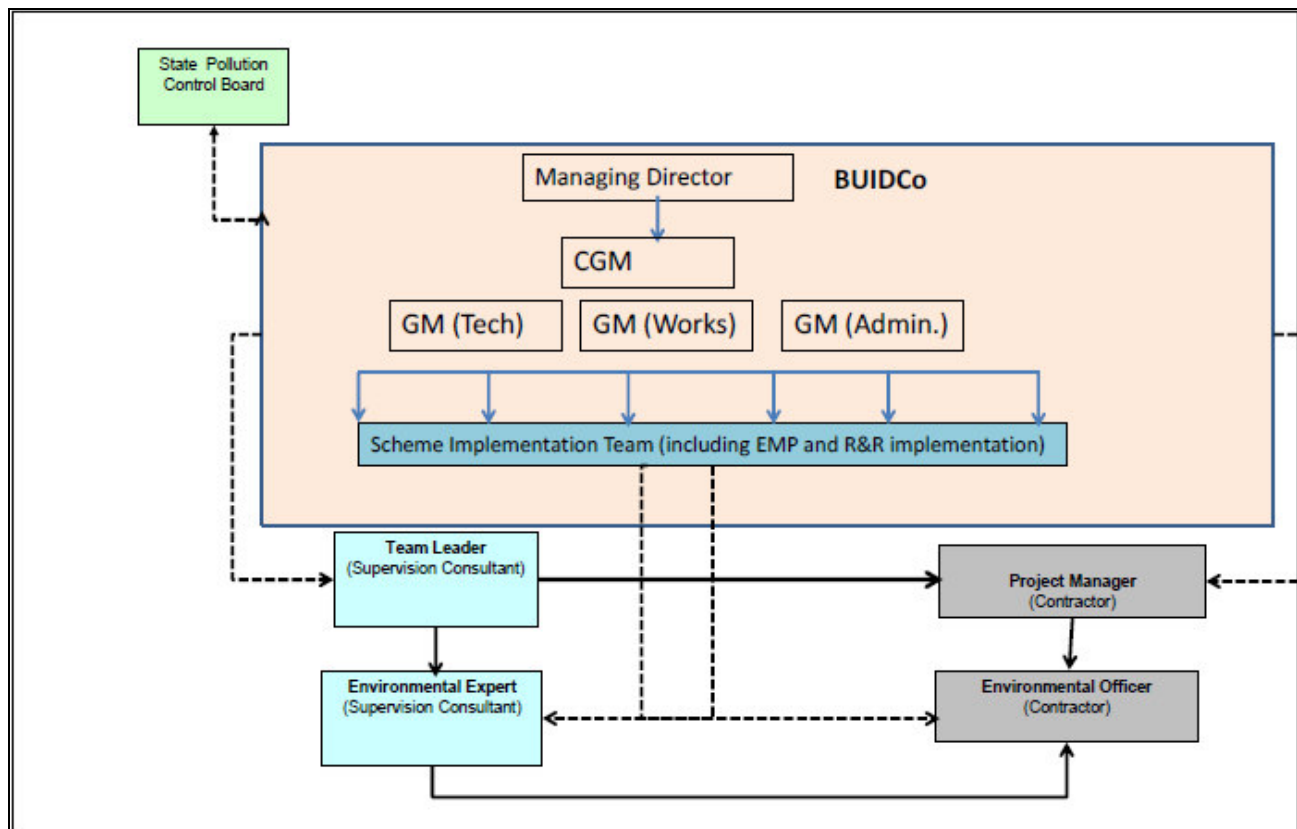 State Pollution
Control Board
Managing Director
BUIDCo
CGM
GM (Tech)
GM (Works)
GM (Admin.)
Scheme Implementation Team (including EMP and R&R implementation)
Team Leader
(Supervision Consultant)
Project Manager
(Contractor)
Environmental Expert
(Supervision Consultant)
Environmental Officer
(Contractor)